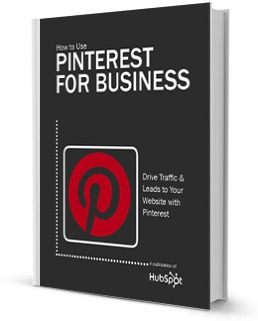 How to Use
PINTEREST
FOR BUSINESS
Drive Traffic &
Leads to Your
Website with
Pinterest
A publication of
HubSpot